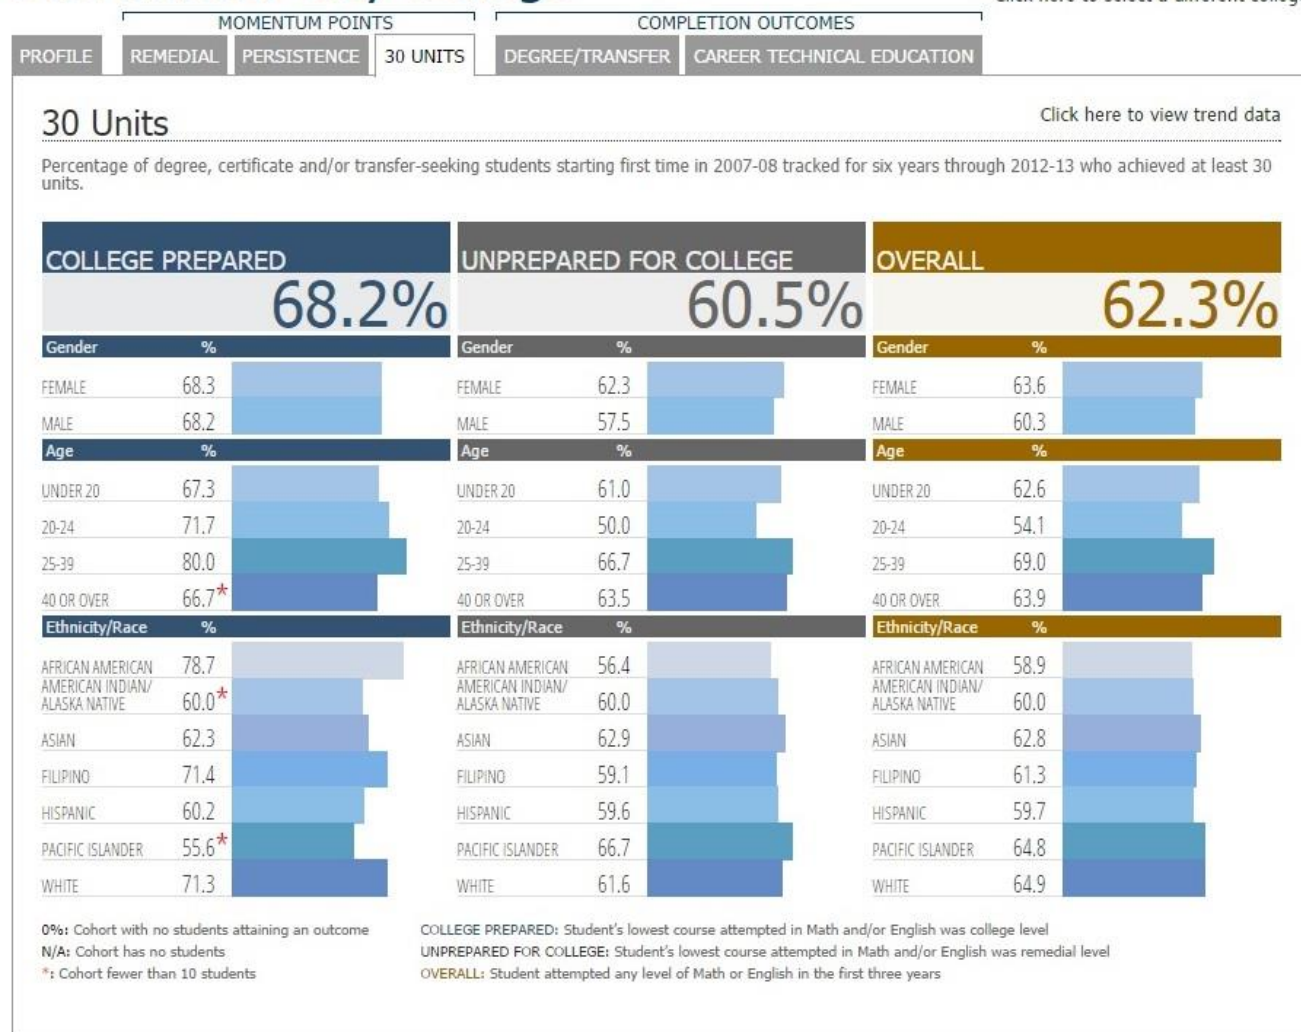 MOMENTUM POINTS COMPLETION OUTCOMES
PROFILE REMEDIAL PERSISTENCE 30 UNITS DEGREE/TRANSFER CAREER TECHNICAL EDUCATION
30 Units
Click here to view trend data
Percentage of degree, certificate and/or transfer-seeking students starting first time in 2007-08 tracked for six years through 2012-13 who achieved at least 30
units.
COLLEGE PREPARED
68.2%
Gender %
FEMALE 68.3
MALE 68.2
Age %
UNDER 20 67.3
20-24 71.7
25-39 80.0
40 OR OVER 66.7*
Ethnicity/Race %
AFRICAN AMERICAN 78.7
AMERICAN INDIAN/
ALASKA NATIVE 60.0*
ASIAN 62.3
FILIPINO 71.4
HISPANIC 60.2
PACIFIC ISLANDER 55.6*
WHITE 71.3
UNPREPARED FOR COLLEGE
60.5%
Gender %
FEMALE 62.3
MALE 57.5
Age %
UNDER 20 61.0
20-24 50.0
25-39 66.7
40 OR OVER 63.5
Ethnicity/Race %
AFRICAN AMERICAN 56.4
AMERICAN INDIAN/
ALASKA NATIVE 60.0
ASIAN 62.9
FILIPINO 59.1
HISPANIC 59.6
PACIFIC ISLANDER 66.7
WHITE 61.6
OVERALL
62.3%
Gender %
FEMALE 63.6
MALE 60.3
Age %
UNDER 20 62.6
20-24 54.1
25-39 69.0
40 OR OVER 63.9
Ethnicity/Race %
AFRICAN AMERICAN 58.9
AMERICAN INDIAN/
ALASKA NATIVE 60.0
ASIAN 62.8
FILIPINO 61.3
HISPANIC 59.7
PACIFIC ISLANDER 64.8
WHITE 64.9
0%: Cohort with no students attaining an outcome
N/A: Cohort has no students
*: Cohort fewer than 10 students
COLLEGE PREPARED: Student's lowest course attempted in Math and/or English was college level
UNPREPARED FOR COLLEGE: Student's lowest course attempted in Math and/or English was remedial level
OVERALL: Student attempted any level of Math or English in the first three years